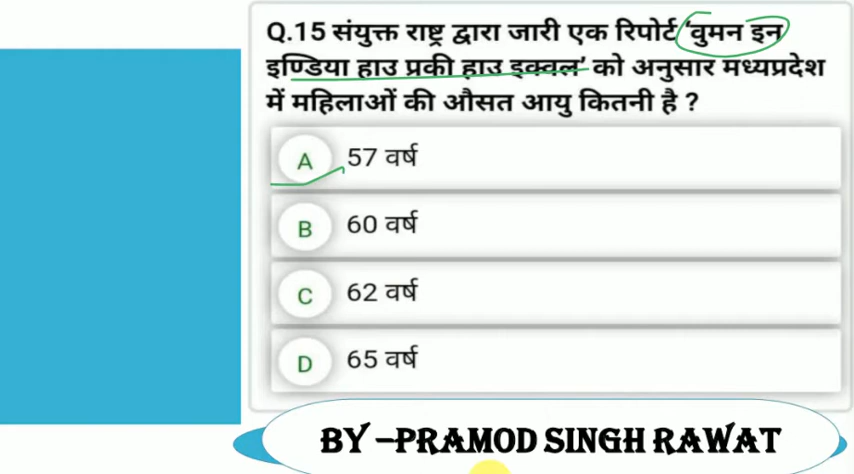 Q.15 संयुक्त राष्ट्र द्वारा जारी एक रिपोर्ट 'वुमन इन
इण्डिया हाउ प्रकी हाउ इक्वल' को अनुसार मध्यप्रदेश
में महिलाओं की औसत आयु कितनी है ?
A 57 वर्ष
B 60 वर्ष
C 62 वर्ष
D 65 वर्ष
BY –PRAMOD SINGH RAWAT